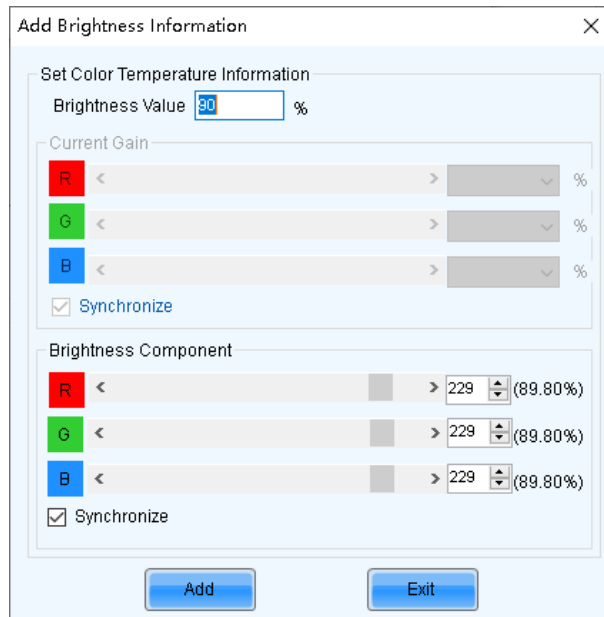 Add Brightness Information
Set Color Temperature Information
Brightness Value 90 %
Current Gain
R %
G %
B %
Synchronize
Brightness Component
R 229 (89.80%)
G 229 (89.80%)
B 229 (89.80%)
Synchronize
Add Exit